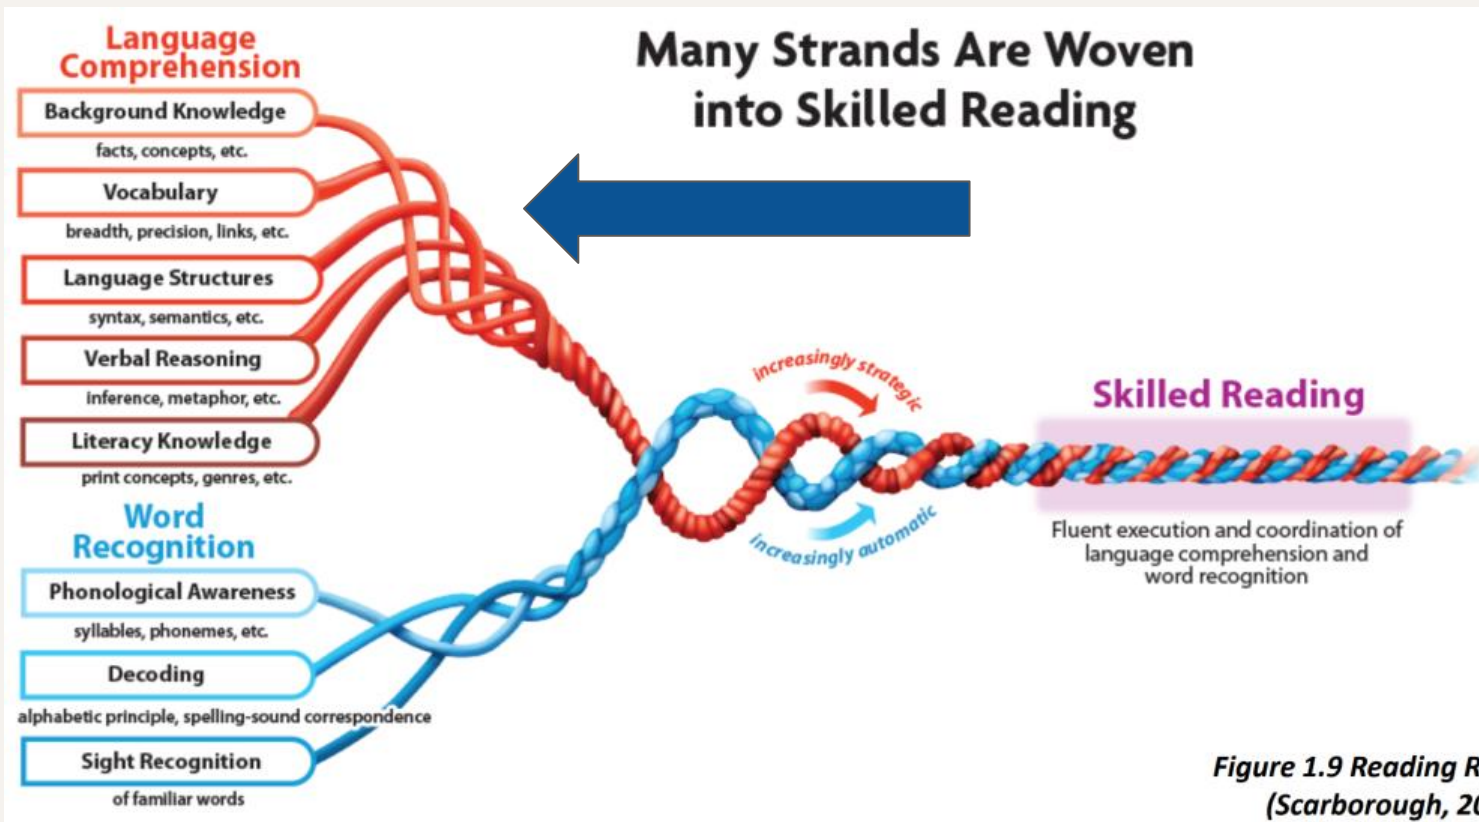 Many Strands Are Woven
into Skilled Reading
Language
Comprehension
Background Knowledge
facts, concepts, etc.
Vocabulary
breadth, precision, links, etc.
Language Structures
syntax, semantics, etc.
Verbal Reasoning
inference, metaphor, etc.
Literacy Knowledge
print concepts, genres, etc.
Word
Recognition
Phonological Awareness
syllables, phonemes, etc.
Decoding
alphabetic principle, spelling-sound correspondence
Sight Recognition
of familiar words
increasingly strategic
increasingly automatic
Skilled Reading
Fluent execution and coordination of
language comprehension and
word recognition
Figure 1.9 Reading
(Scarborough,